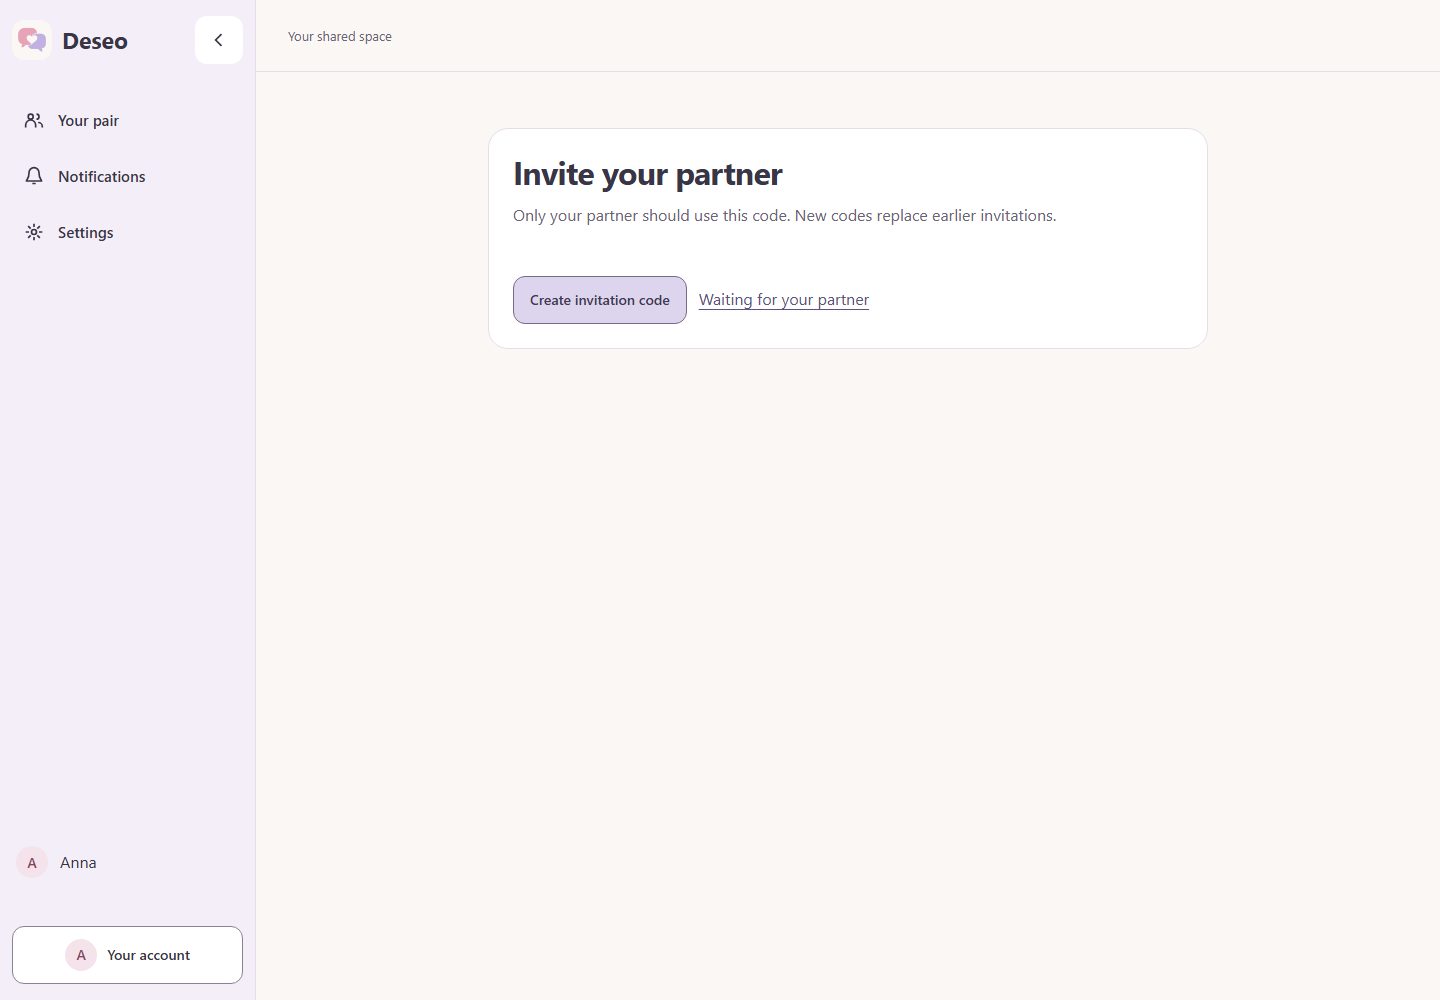 Deseo
Your shared space
Your pair
Notifications
Settings
Invite your partner
Only your partner should use this code. New codes replace earlier invitations.
Create invitation code
Waiting for your partner
A
Anna
A
Your account